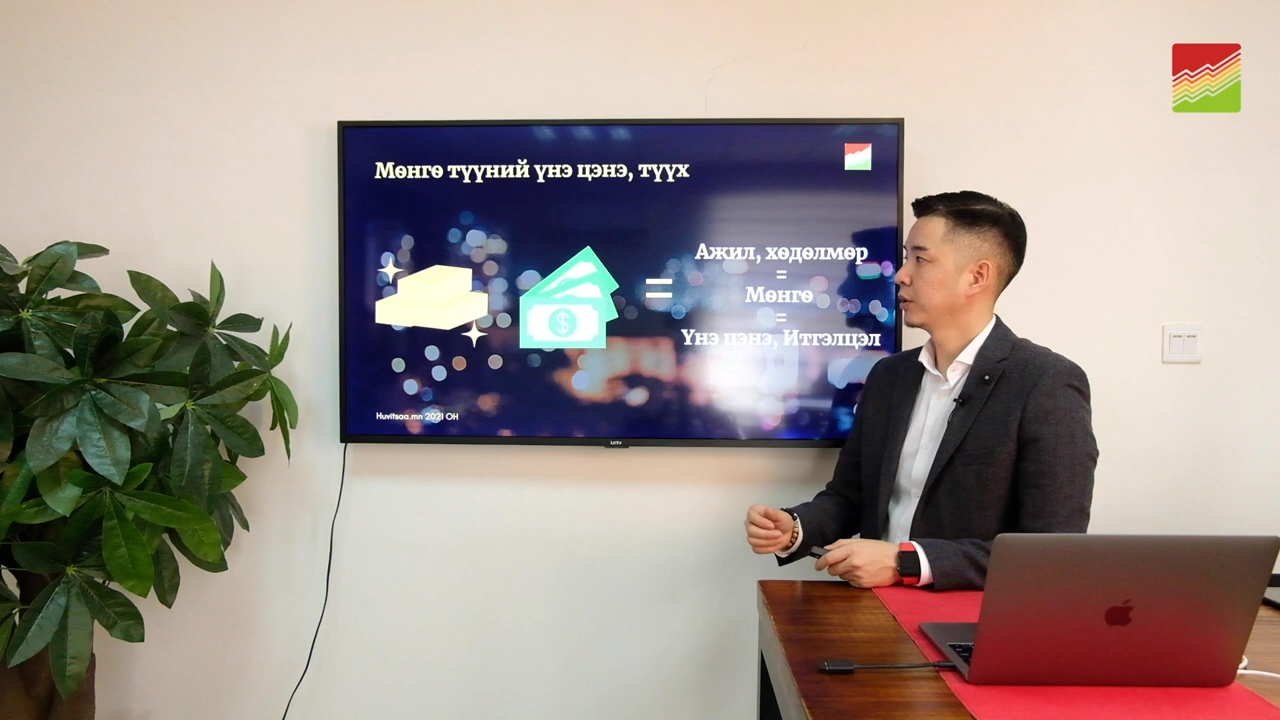 Мөнгө түүний үнэ цэнэ, түүх
=
Ажил, хөдөлмөр
=
Мөнгө
=
Үнэ цэнэ, Итгэлцэл
$
Huvitsaa.mn 2021 ОН